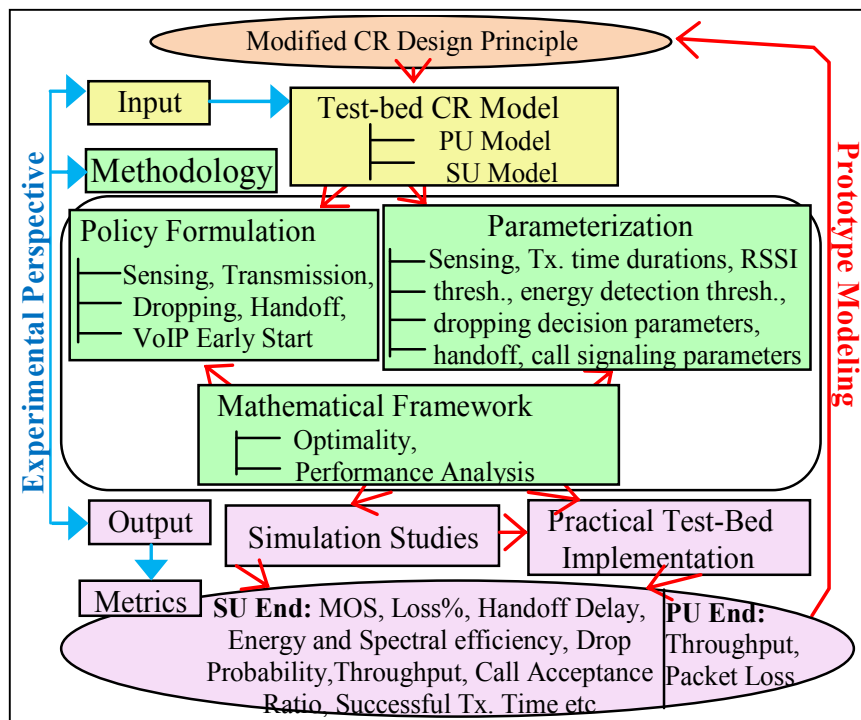 Modified CR Design Principle
Input
Test-bed CR Model
PU Model
SU Model
Methodology
Policy Formulation
Sensing, Transmission,
Dropping, Handoff,
VoIP Early Start
Parameterization
Sensing, Tx. time durations, RSSI
thresh., energy detection thresh.,
dropping decision parameters,
handoff, call signaling parameters
Mathematical Framework
Optimality,
Performance Analysis
Output
Simulation Studies
Practical Test-Bed
Implementation
Metrics
SU End: MOS, Loss%, Handoff Delay,
Energy and Spectral efficiency, Drop
Probability,Throughput, Call Acceptance
Ratio, Successful Tx. Time etc
PU End:
Throughput,
Packet Loss
Experimental Perspective
Prototype Modeling